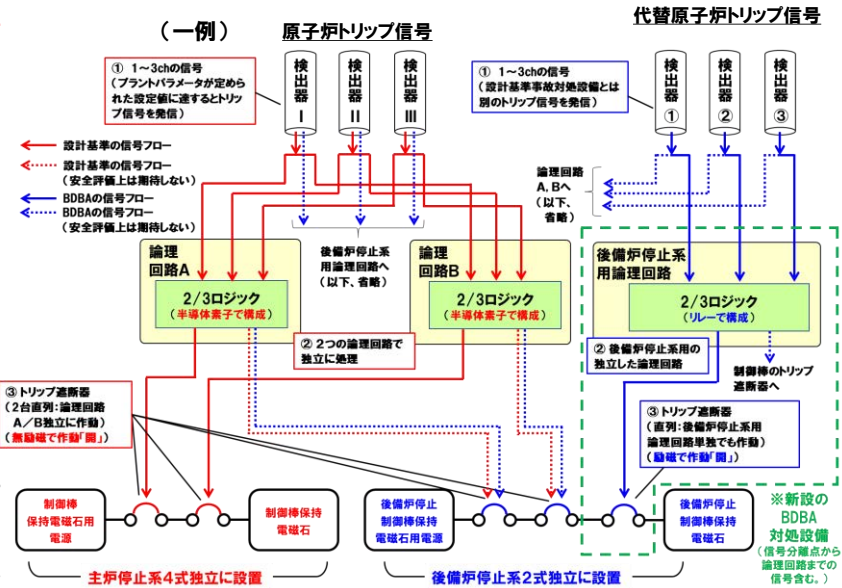 （一例）
原子炉トリップ信号
代替原子炉トリップ信号
① 1～3chの信号
（プラントパラメータが定めら
れた設定値に達するとトリッ
プ信号を発信）
検出器Ⅰ
検出器Ⅱ
検出器Ⅲ
① 1～3chの信号
（設計基準事故対処設備とは
別のトリップ信号を発信）
検出器①
検出器②
検出器③
設計基準の信号フロー
設計基準の信号フロー
（安全評価上は期待しない）
BDBAの信号フロー
BDBAの信号フロー
（安全評価上は期待しない）
論理回路
A，Bへ
（以下、
省略）
後備炉停止系
用論理回路へ
（以下、省略）
論理
回路A
2/3ロジック
（半導体素子で構成）
論理
回路B
2/3ロジック
（半導体素子で構成）
後備炉停止系
用論理回路
2/3ロジック
（リレーで構成）
② 2つの論理回路で
独立に処理
② 後備炉停止系用の
独立した論理回路
制御棒のトリップ
遮断器へ
③ トリップ遮断器
（2台直列：論理回路
A／B独立に作動）
（無励磁で作動「開」）
③ トリップ遮断器
（直列：後備炉停止系用
論理回路単独でも作動）
（励磁で作動「開」）
制御棒
保持電磁石用
電源
制御棒保持
電磁石
後備炉停止
制御棒保持
電磁石用電源
後備炉停止
制御棒保持
電磁石
※新設の
BDBA
対処設備
（信号分離点から
論理回路までの
信号含む。）
主炉停止系4式独立に設置
後備炉停止系2式独立に設置